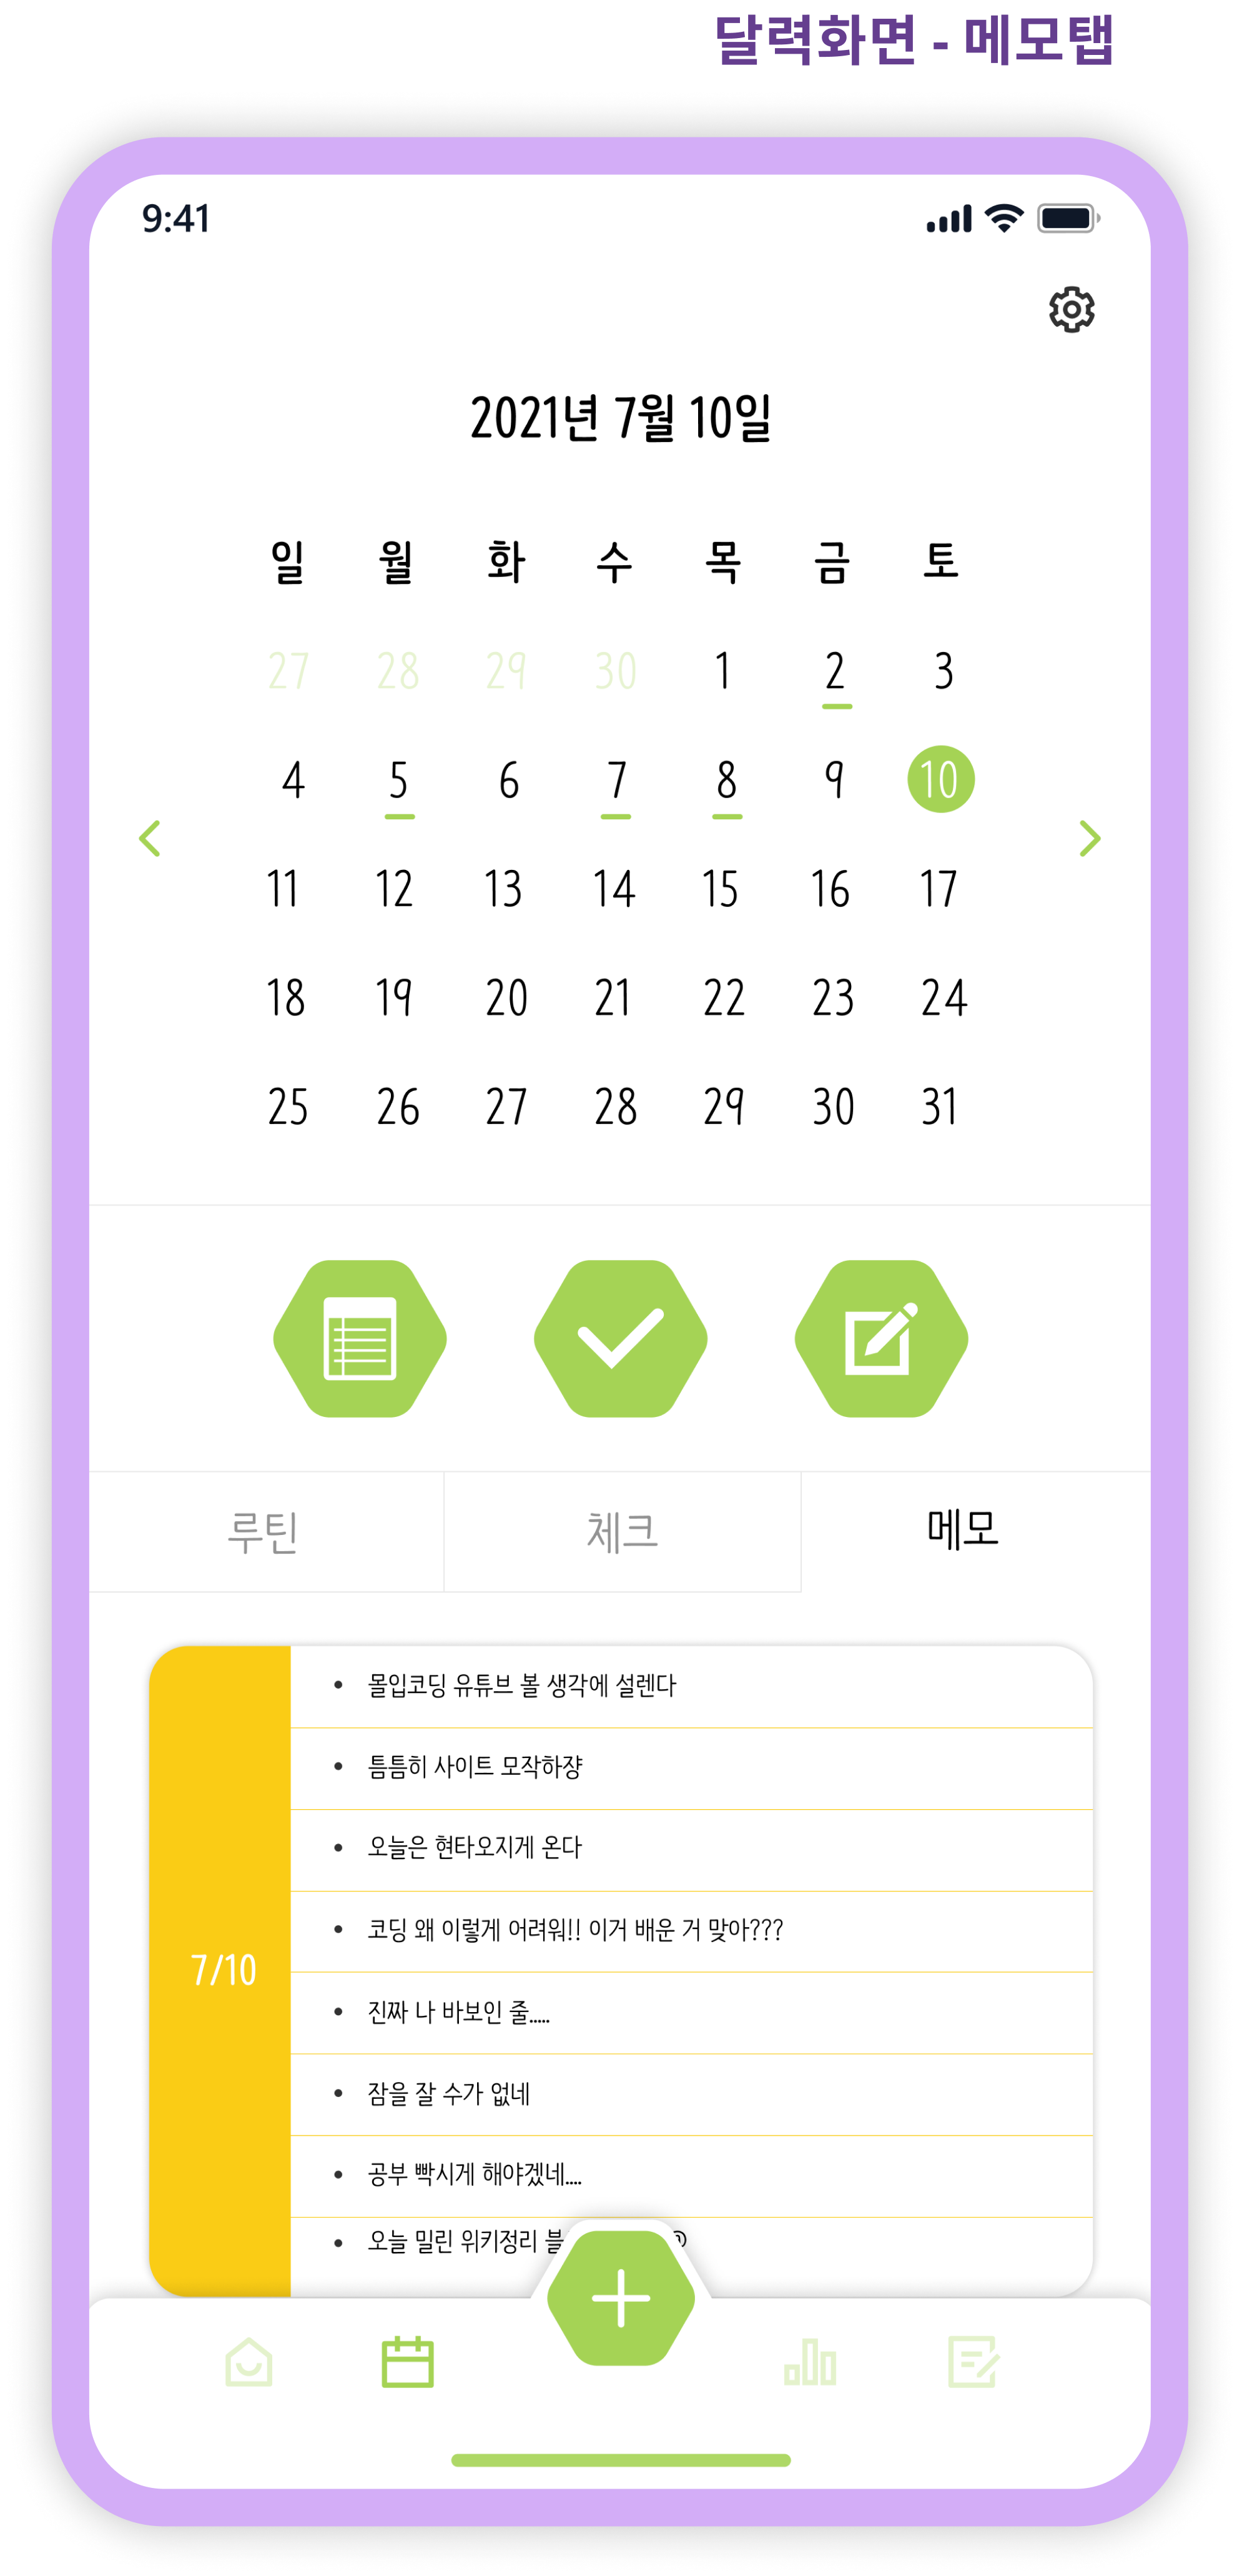 달력화면 - 메모탭
9:41
2021년 7월 10일
일 월 화 수 목 금 토
27 28 29 30 1 2 3
4 5 6 7 8 9 10
11 12 13 14 15 16 17
18 19 20 21 22 23 24
25 26 27 28 29 30 31
루틴 체크 메모
7/10
• 몰입코딩 유튜브 볼 생각에 설렌다
• 틈틈히 사이트 모작하쟝
• 오늘은 현타오지게 온다
• 코딩 왜 이렇게 어려워!! 이거 배운 거 맞아???
• 진짜 나 바보인 줄.....
• 잠을 잘 수가 없네
• 공부 빡시게 해야겠네....
• 오늘 밀린 위키정리